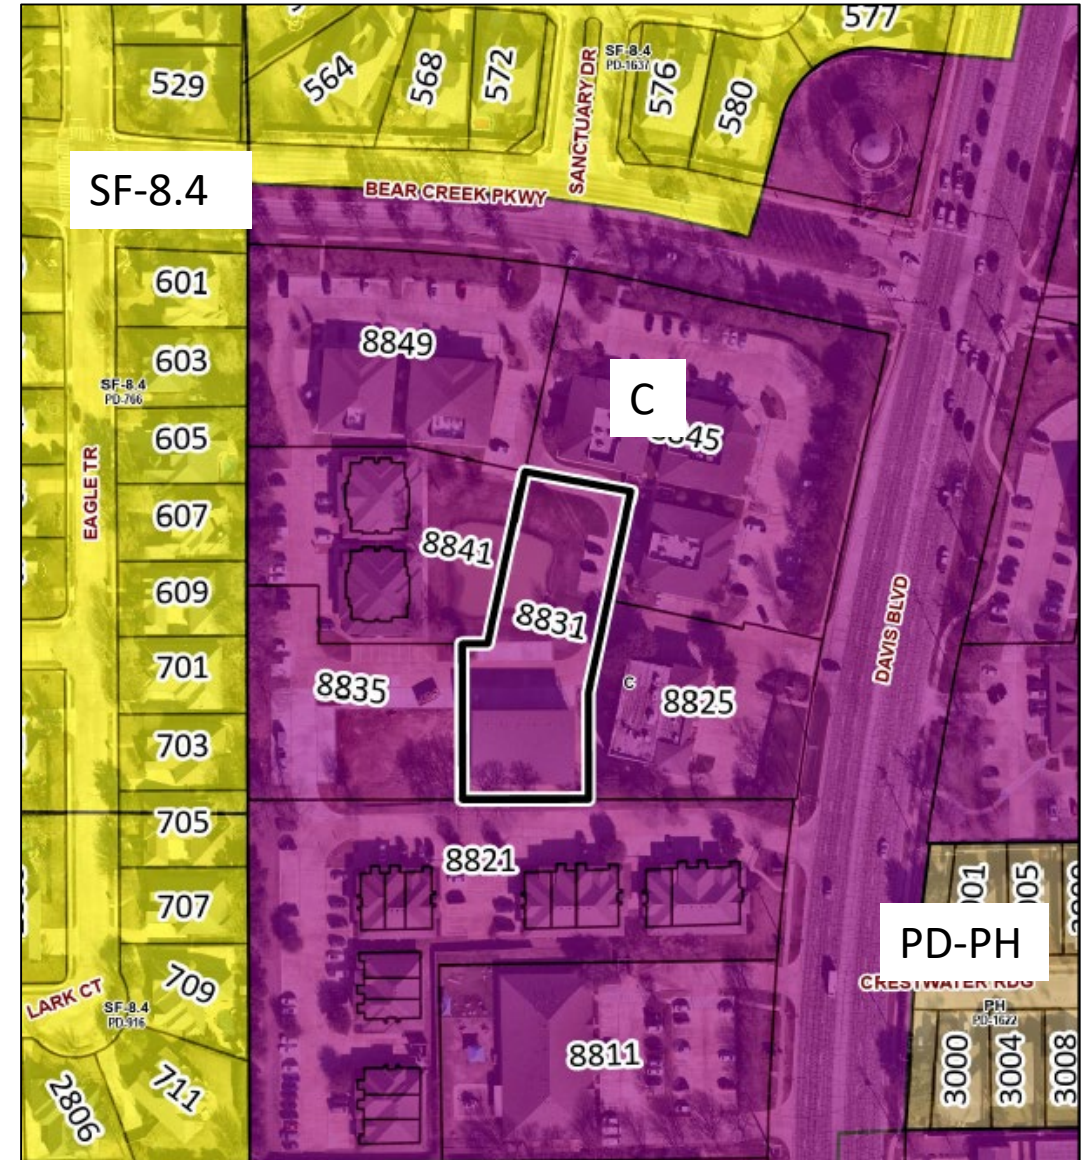 577
529
564
568
572
SANCTUARY DR
SF-8.4
PD-1637
576
580
SF-8.4
BEAR CREEK PKWY
601
603
SF-8.4
PD-766
605
607
609
EAGLE TR
701
703
705
707
709
711
LARK CT
SF-8.4
PD-916
2806
8849
C
8841
8831
8835
C
8825
DAVIS BLVD
8821
8811
PD-PH
CRESTWATER RDG
PH
PD-1622
3000
3004
3008